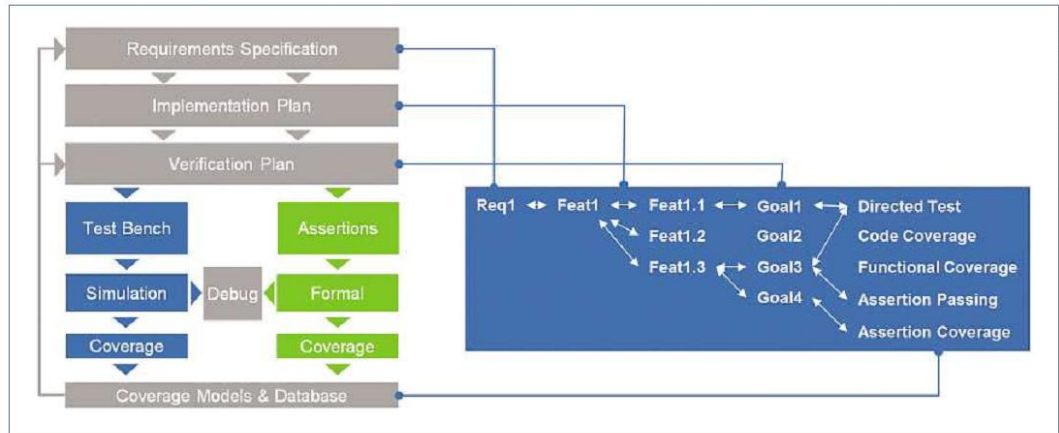 Requirements Specification
Implementation Plan
Verification Plan
Test Bench
Assertions
Simulation
Debug
Formal
Coverage
Coverage
Coverage Models & Database
Req1 Feat1 Feat1.1 Goal1 Directed Test
Feat1.2 Goal2 Code Coverage
Feat1.3 Goal3 Functional Coverage
Goal4 Assertion Passing
Assertion Coverage